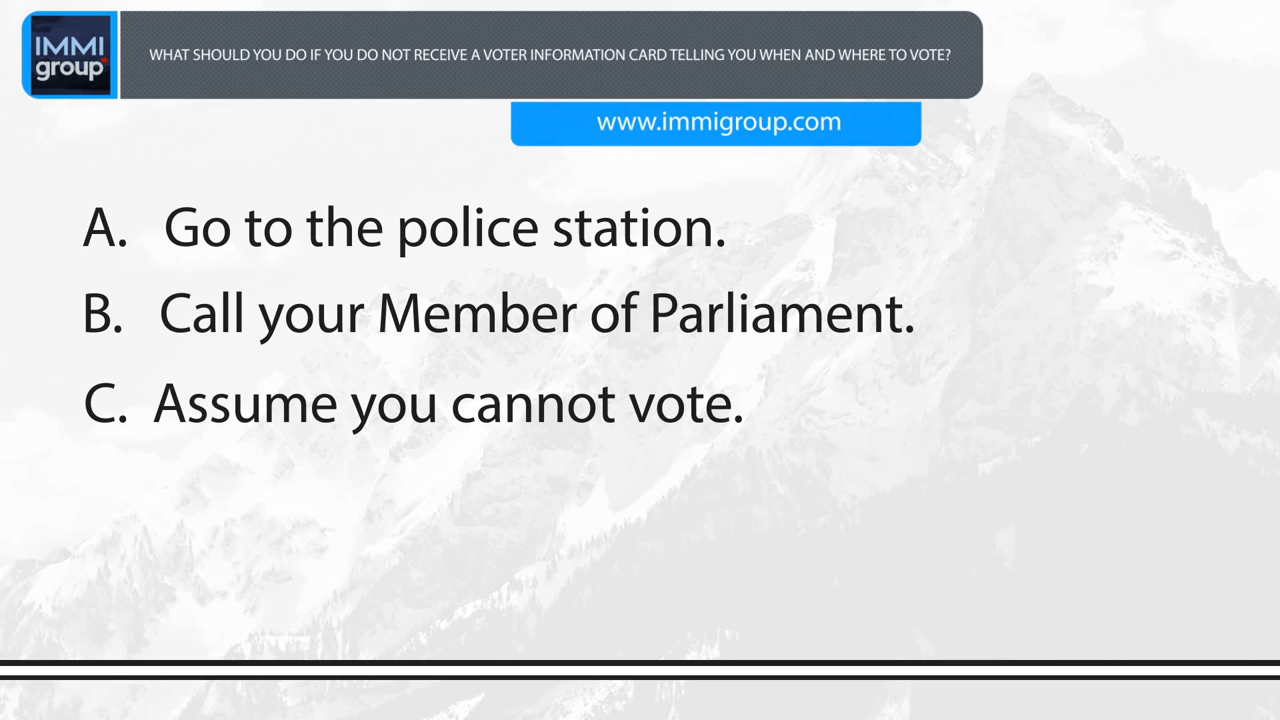 IMMI
group
WHAT SHOULD YOU DO IF YOU DO NOT RECEIVE A VOTER INFORMATION CARD TELLING YOU WHEN AND WHERE TO VOTE?
www.immigroup.com
A. Go to the police station.
B. Call your Member of Parliament.
C. Assume you cannot vote.